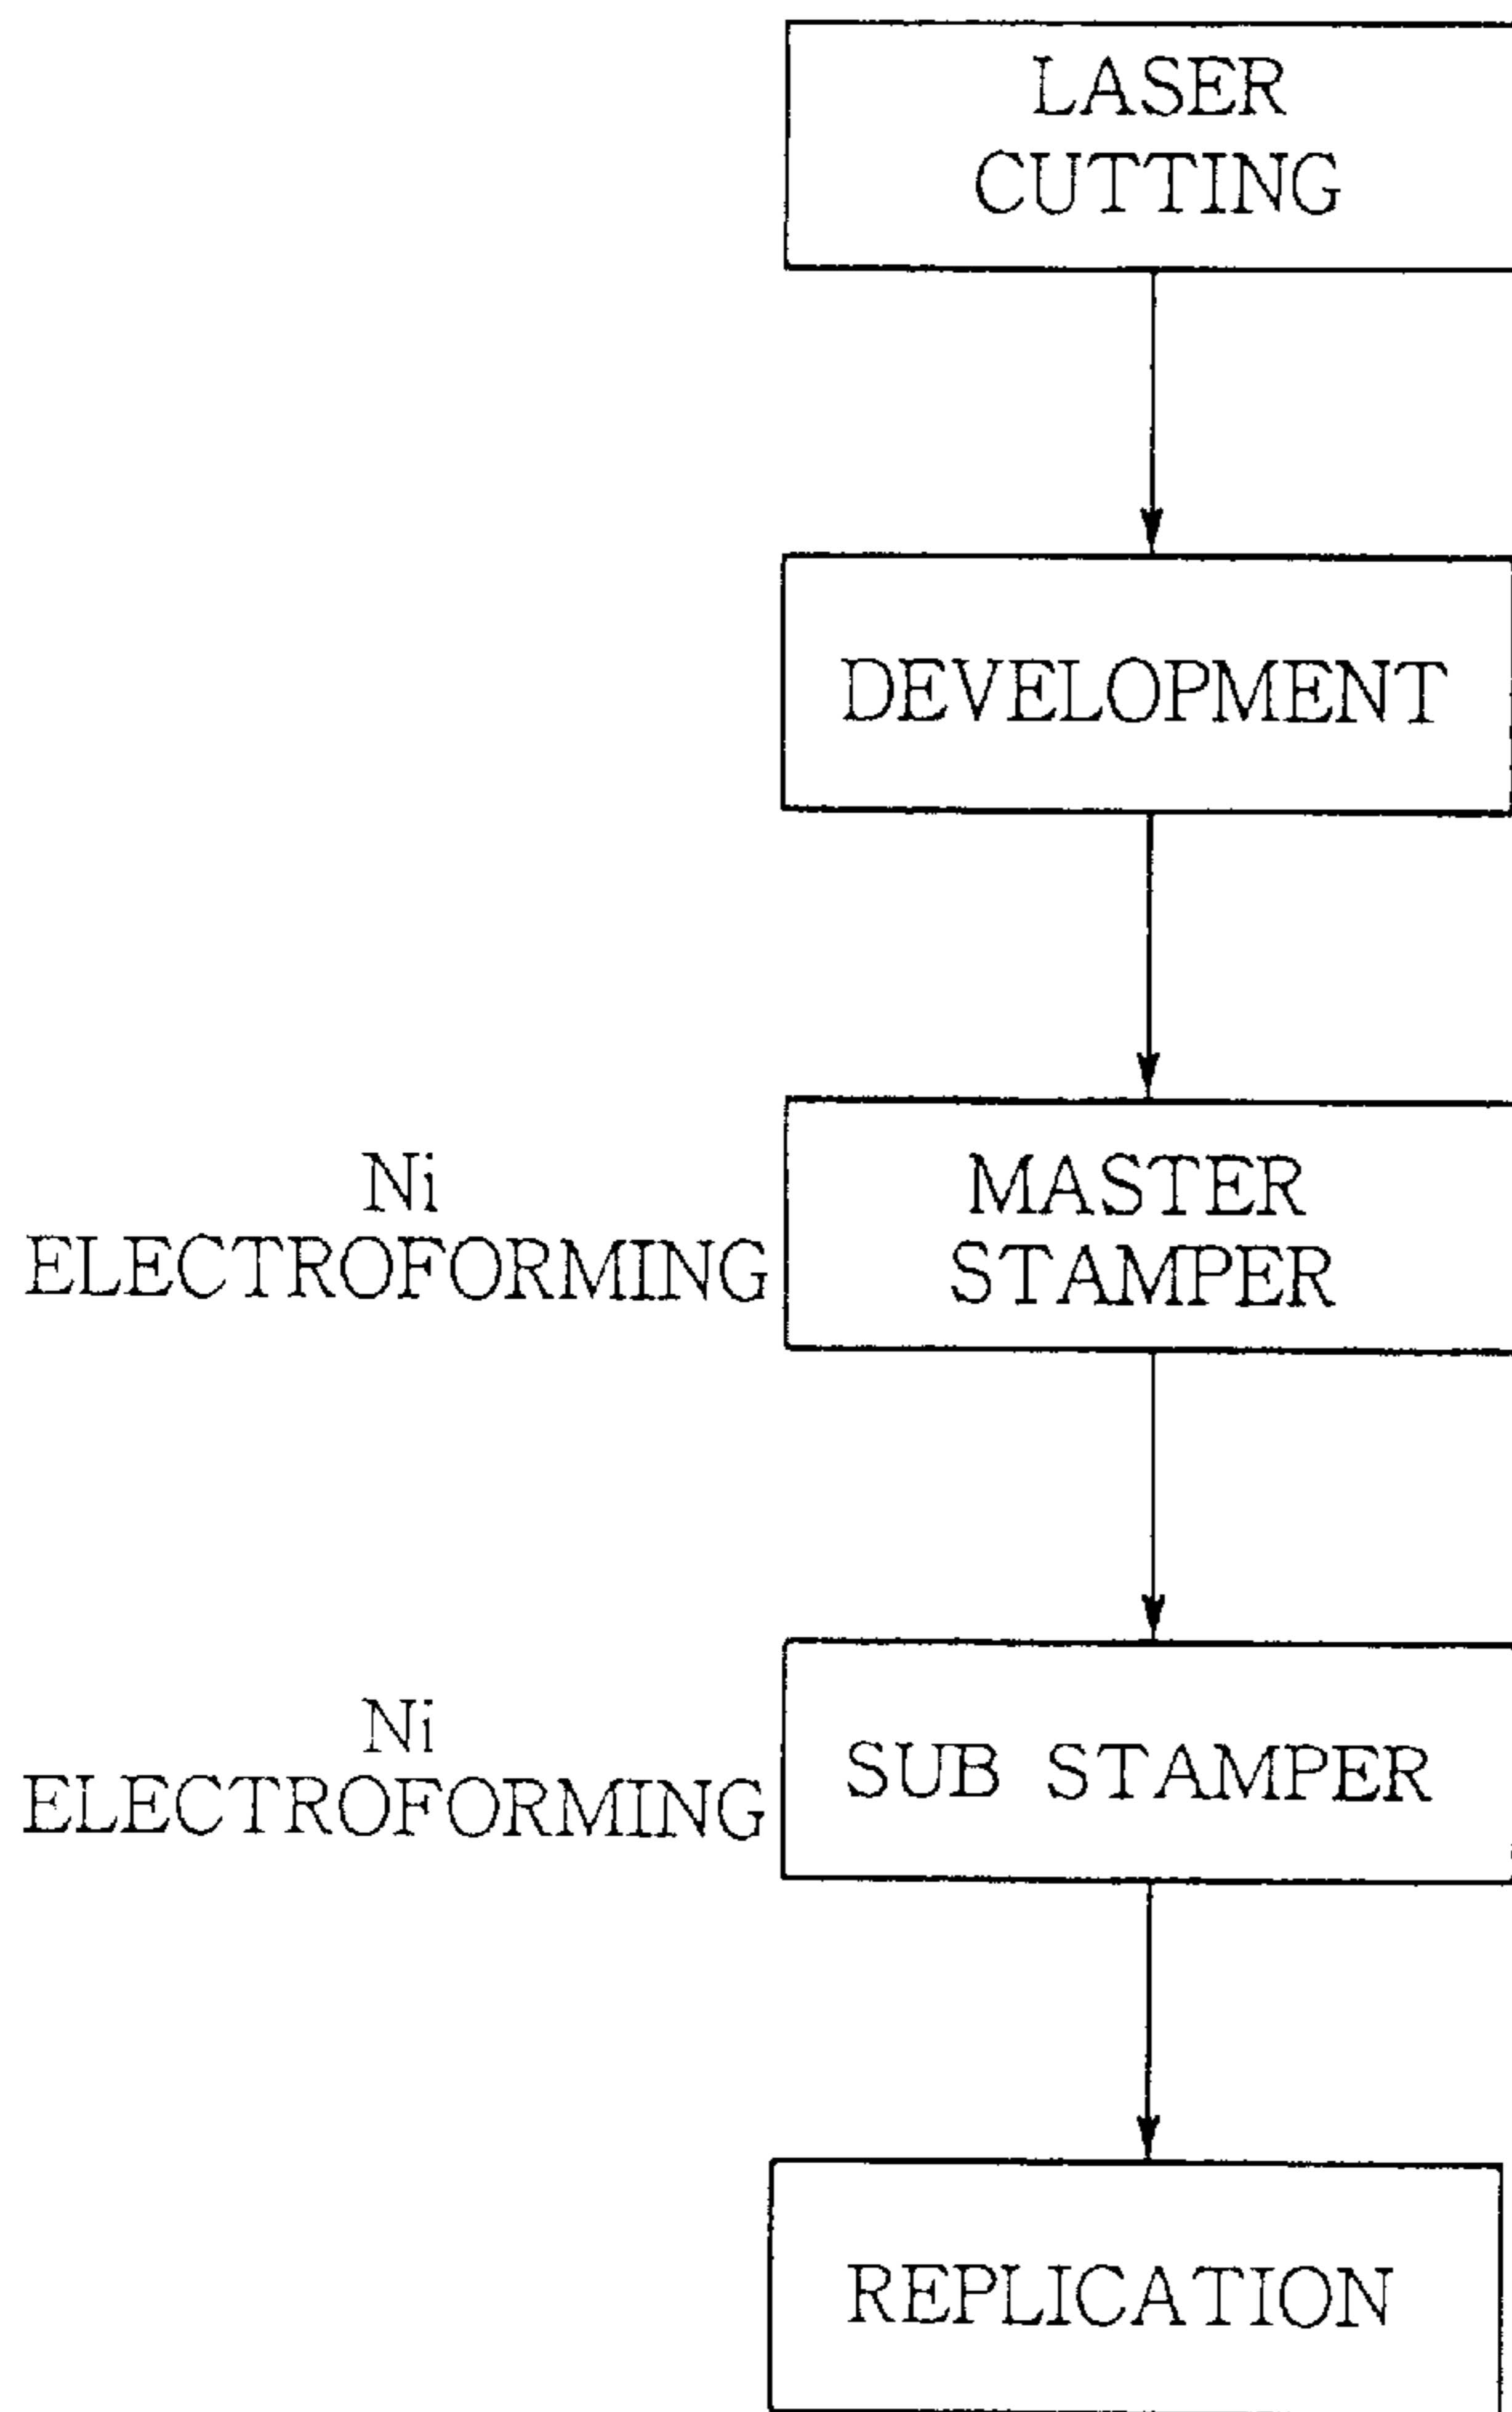 LASER
CUTTING
DEVELOPMENT
Ni
ELECTROFORMING
MASTER
STAMPER
Ni
ELECTROFORMING
SUB STAMPER
REPLICATION